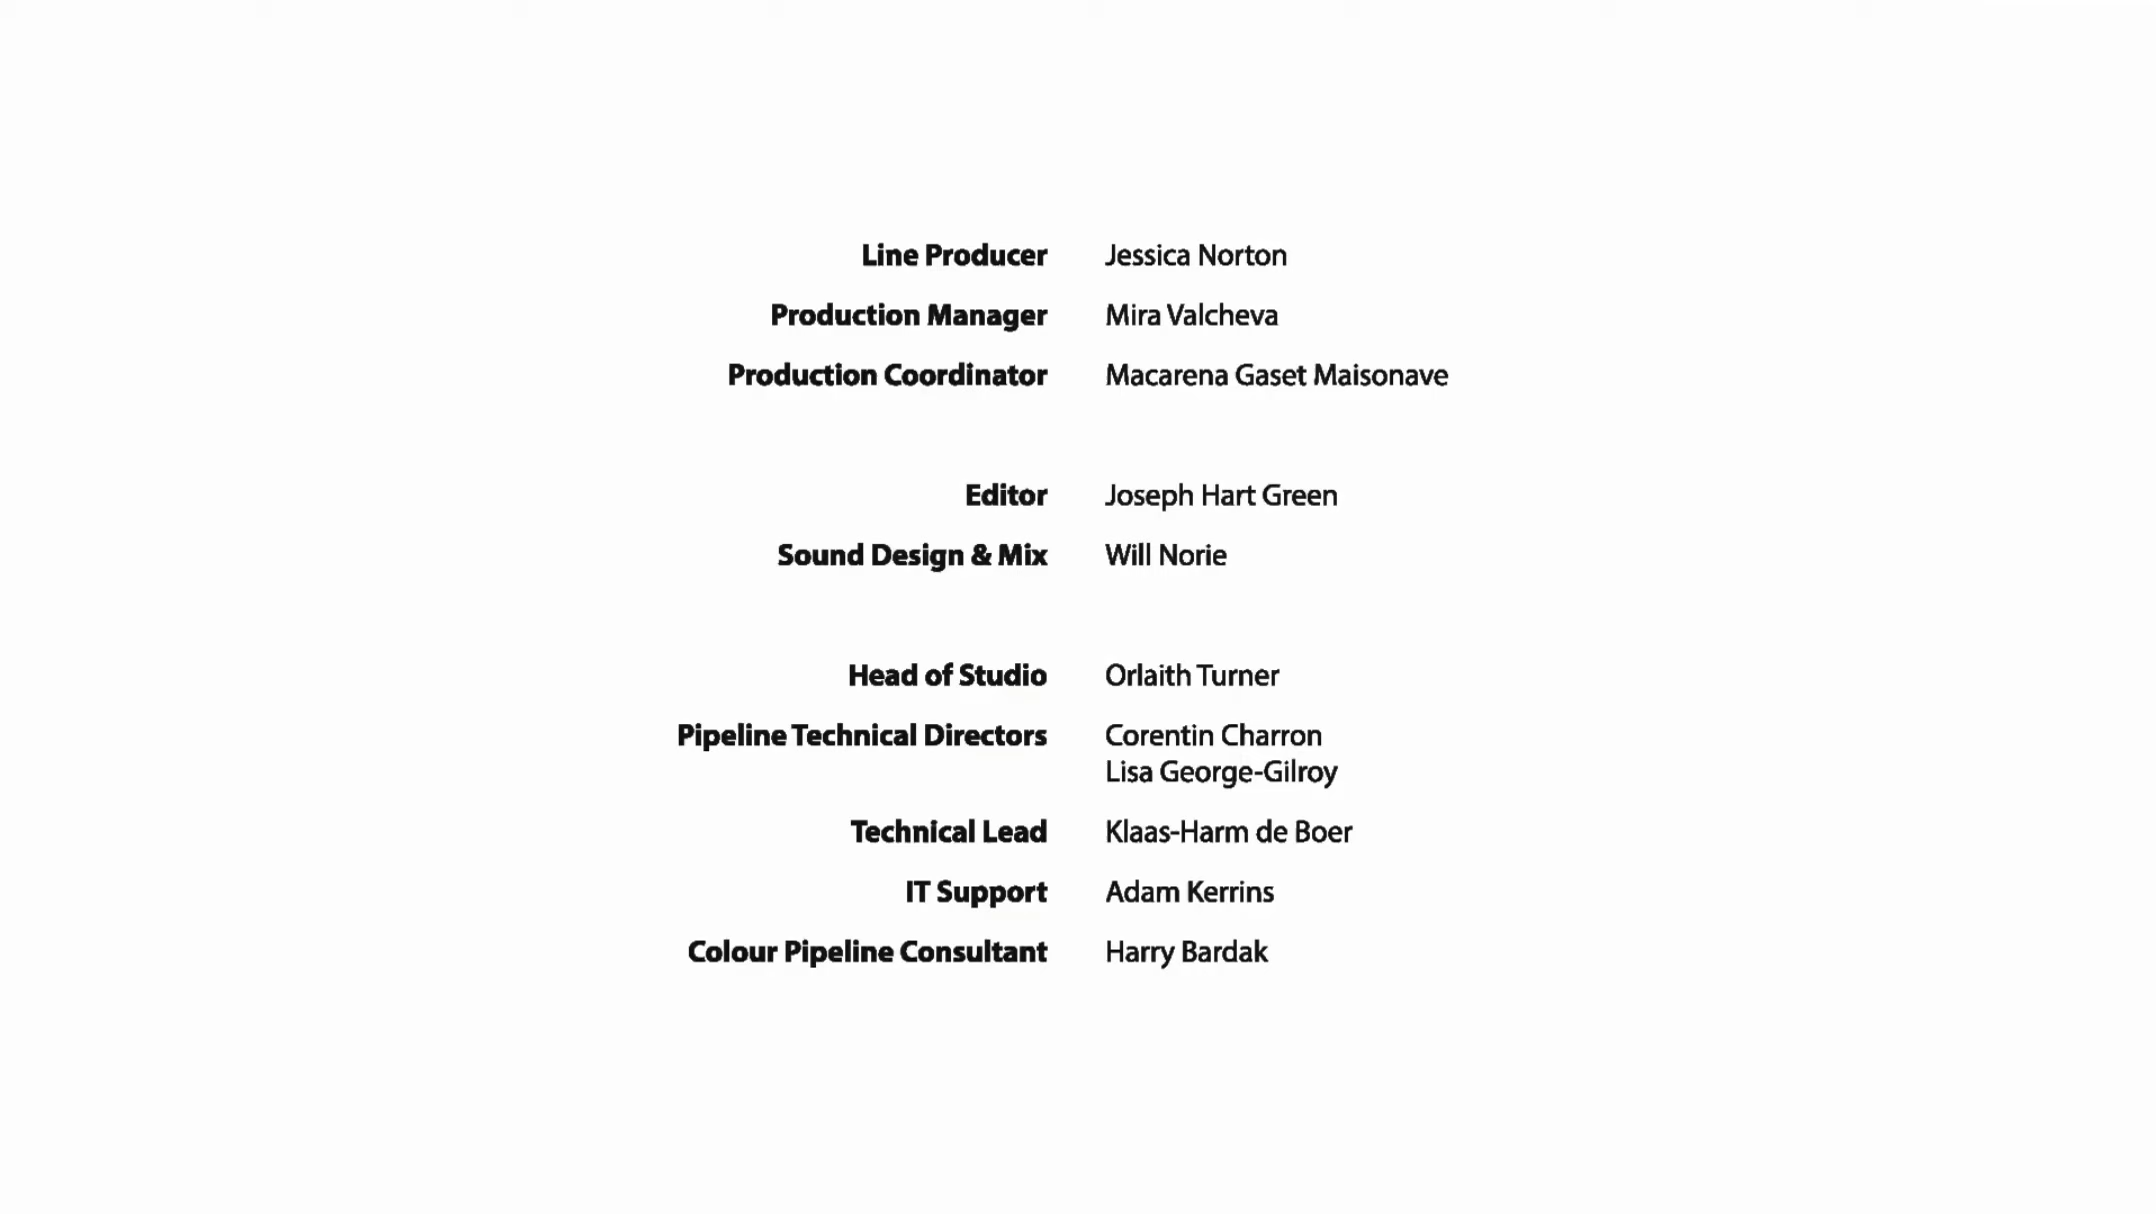 Line Producer Jessica Norton
Production Manager Mira Valcheva
Production Coordinator Macarena Gaset Maisonave
Editor Joseph Hart Green
Sound Design & Mix Will Norie
Head of Studio Orlaith Turner
Pipeline Technical Directors Corentin Charron
Lisa George-Gilroy
Technical Lead Klaas-Harm de Boer
IT Support Adam Kerrins
Colour Pipeline Consultant Harry Bardak